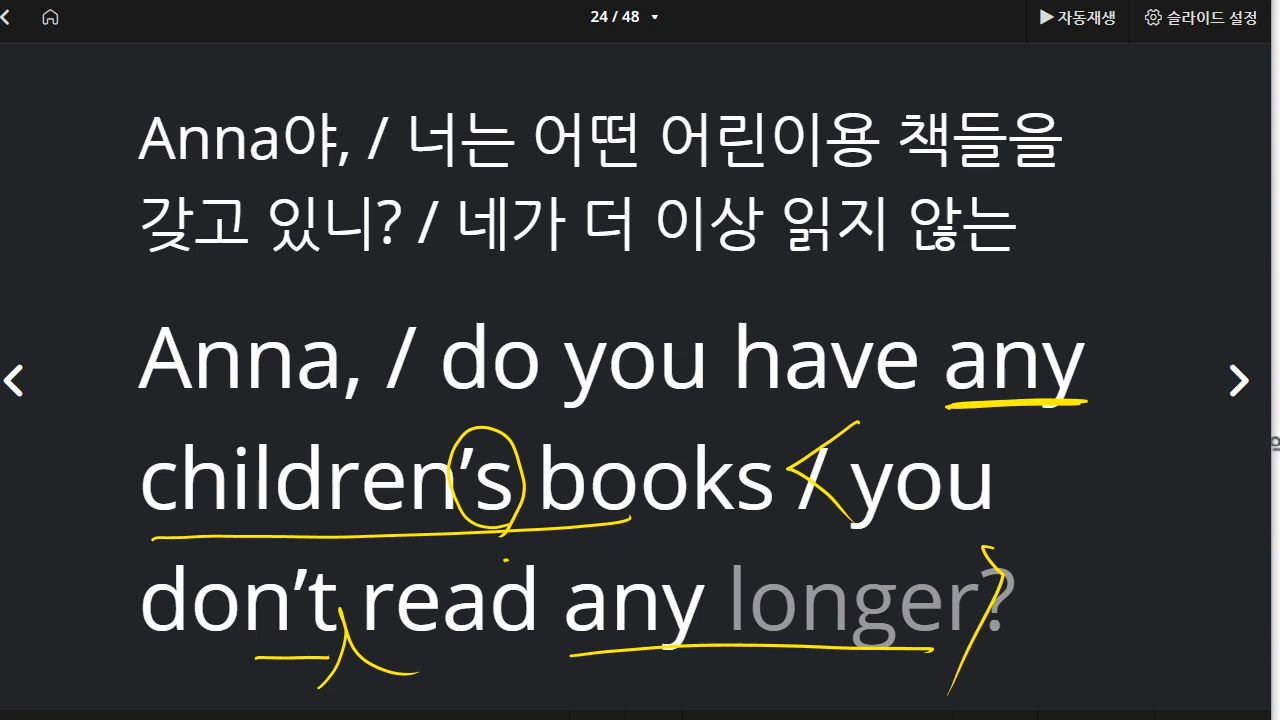 24 / 48
자동재생
슬라이드 설정
Anna야, / 너는 어떤 어린이용 책들을
갖고 있니? / 네가 더 이상 읽지 않는
Anna, / do you have any
children’s books / you
don’t read any longer?